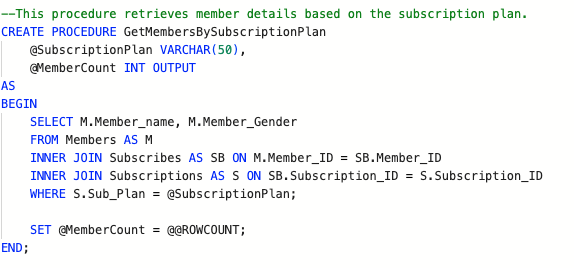 --This procedure retrieves member details based on the subscription plan.
CREATE PROCEDURE GetMembersBySubscriptionPlan
    @SubscriptionPlan VARCHAR(50),
    @MemberCount INT OUTPUT
AS
BEGIN
    SELECT M.Member_name, M.Member_Gender
    FROM Members AS M
    INNER JOIN Subscribes AS SB ON M.Member_ID = SB.Member_ID
    INNER JOIN Subscriptions AS S ON SB.Subscription_ID = S.Subscription_ID
    WHERE S.Sub_Plan = @SubscriptionPlan;

    SET @MemberCount = @@ROWCOUNT;
END;